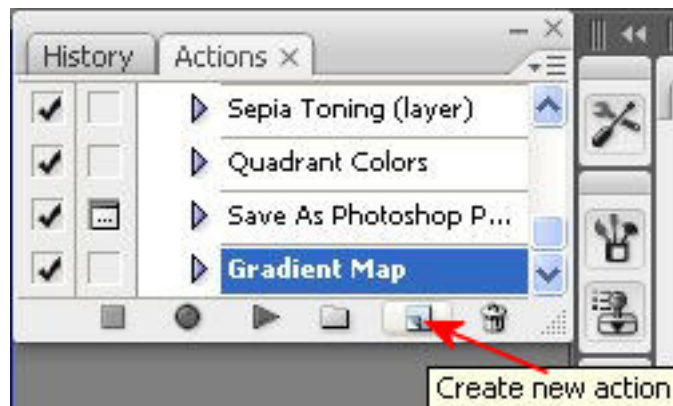 History Actions
Sepia Toning (layer)
Quadrant Colors
Save As Photoshop P...
Gradient Map
Create new action